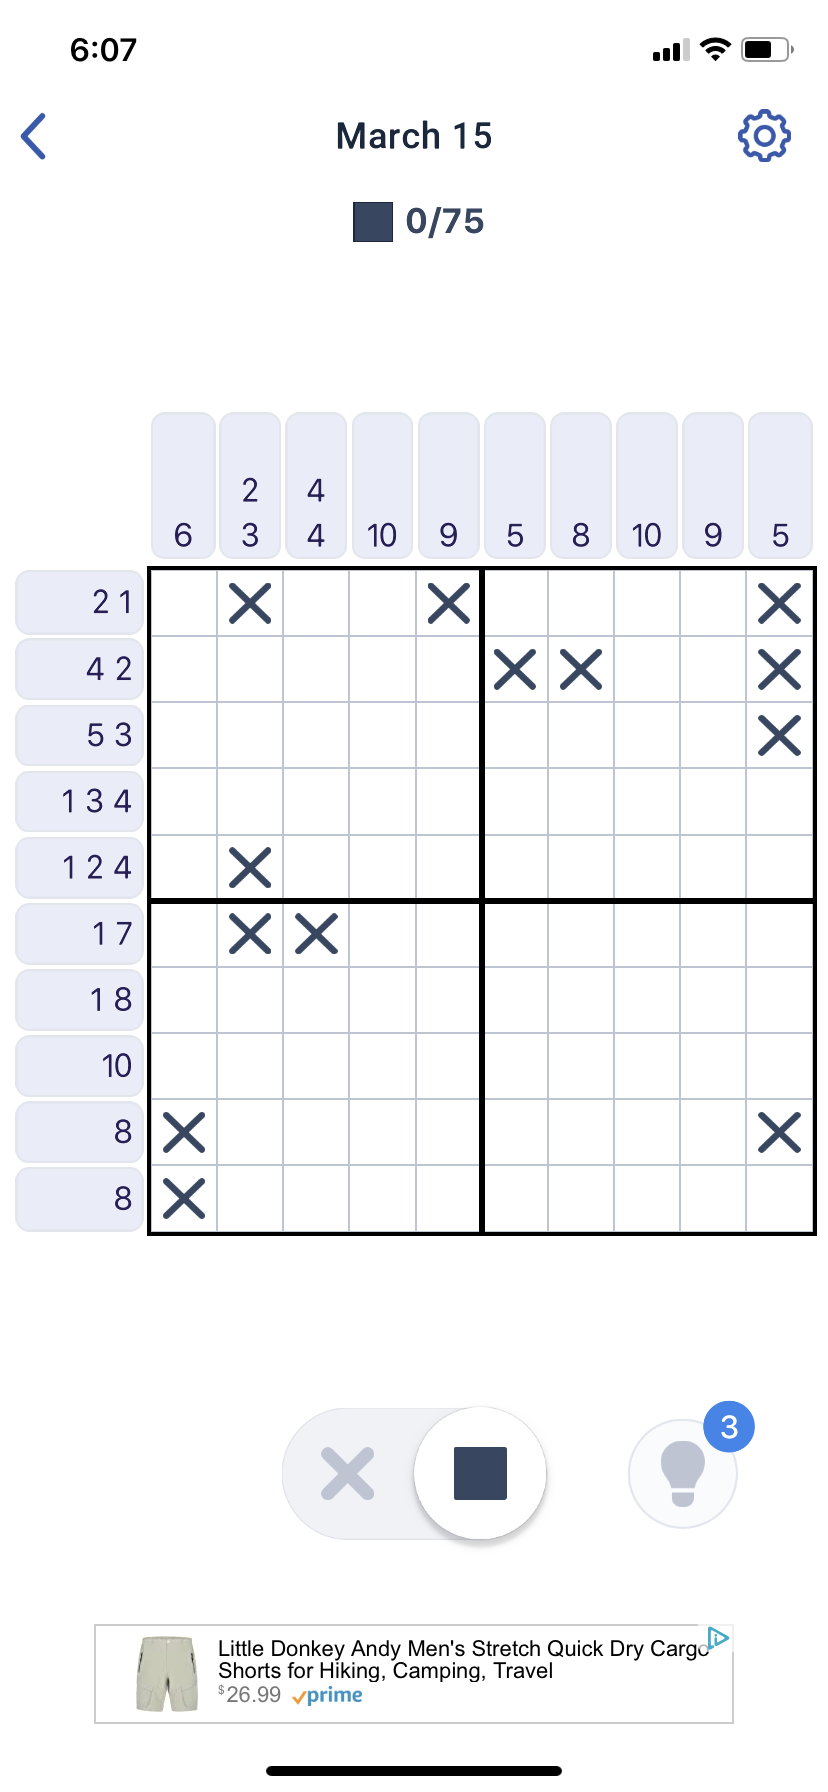 6:07
March 15
0/75
2 4
6 3 4 10 9 5 8 10 9 5
2 1
4 2
5 3
1 3 4
1 2 4
1 7
1 8
10
8
8
3
Little Donkey Andy Men's Stretch Quick Dry Cargo
Shorts for Hiking, Camping, Travel
$26.99 prime